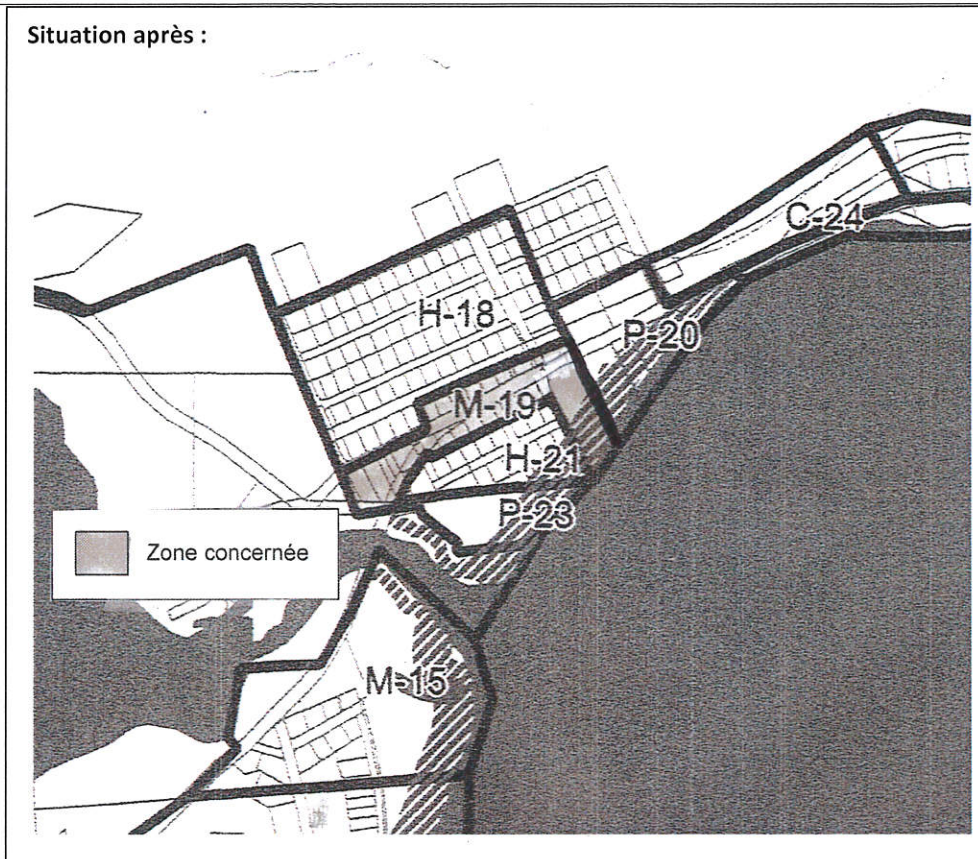 Situation après :
C-24
H-18
P-20
M-19
H-21
P-23
Zone concernée
M-15